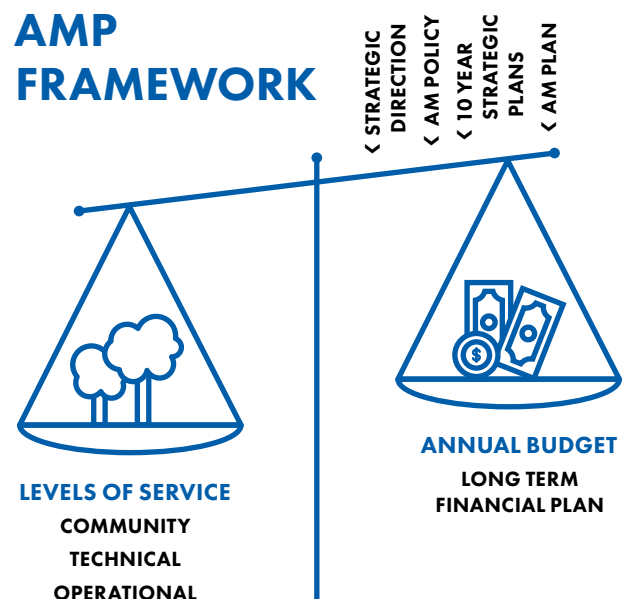 AMP
FRAMEWORK
< STRATEGIC
DIRECTION
< AM POLICY
< 10 YEAR
STRATEGIC
PLANS
< AM PLAN
$
ANNUAL BUDGET
LONG TERM
FINANCIAL PLAN
LEVELS OF SERVICE
COMMUNITY
TECHNICAL
OPERATIONAL